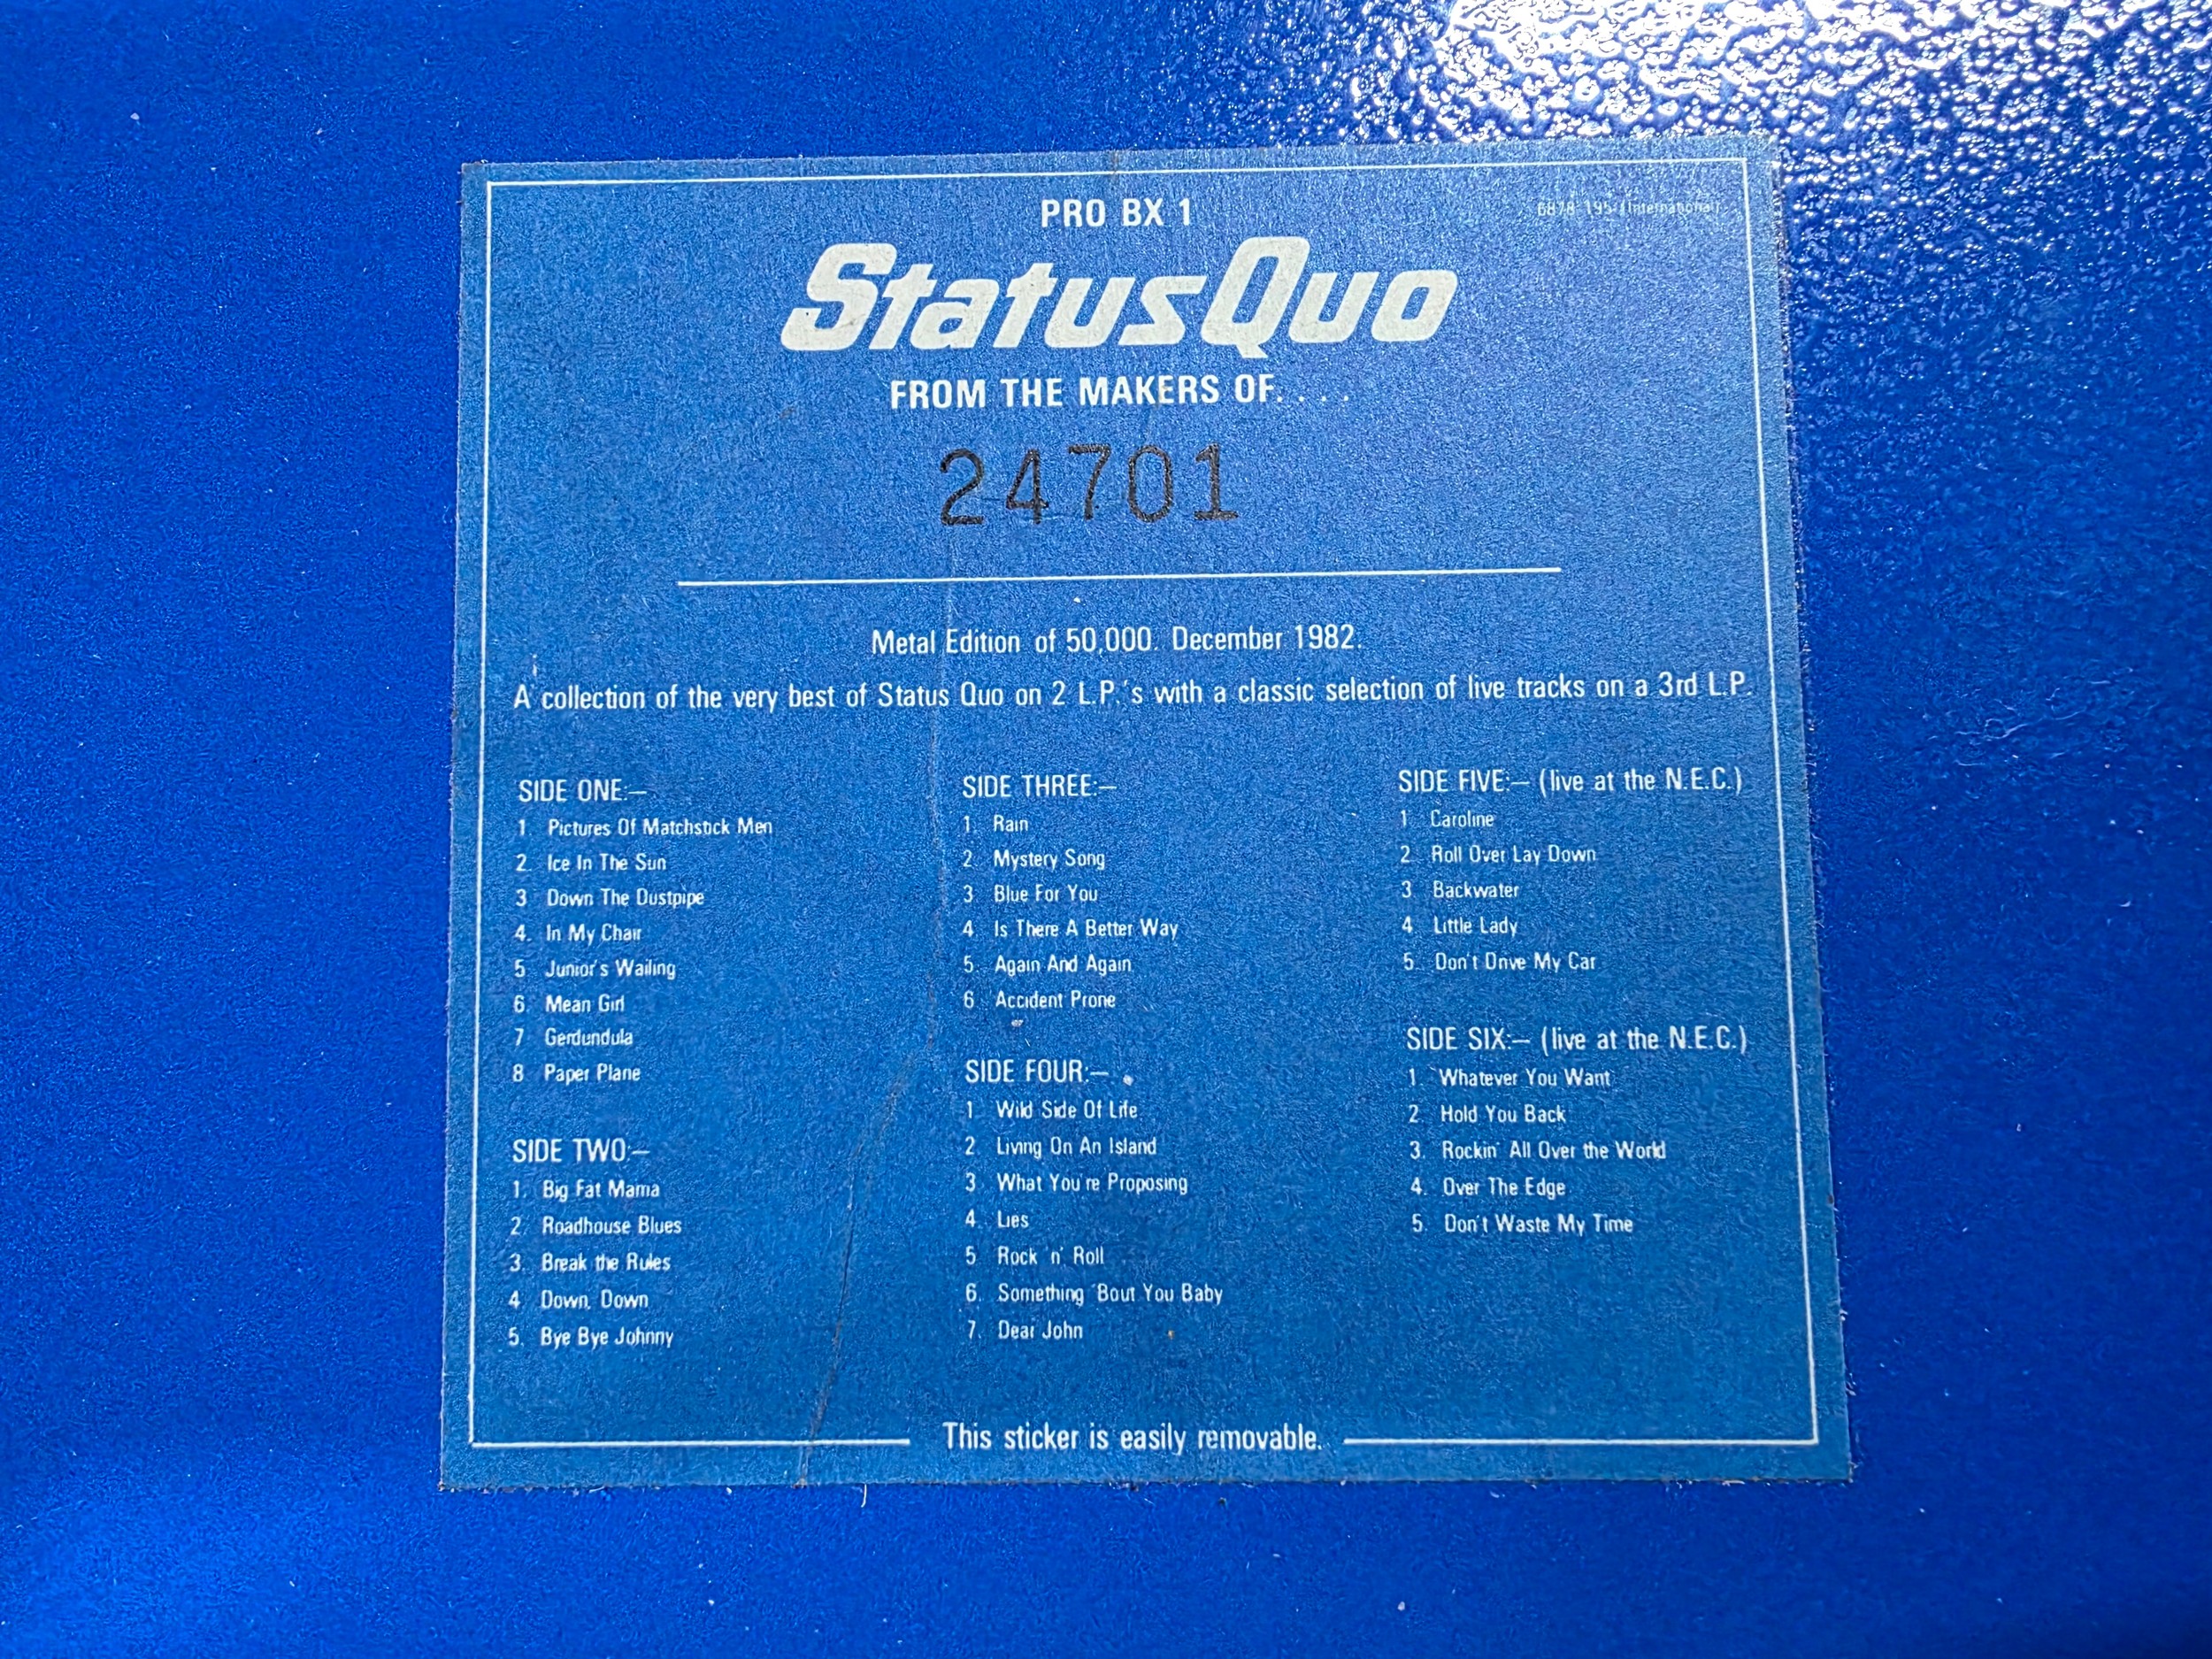 PRO BX 1
6878 195 (International)
Status Quo
FROM THE MAKERS OF. . . .
24701
Metal Edition of 50,000. December 1982.
A collection of the very best of Status Quo on 2 L.P.'s with a classic selection of live tracks on a 3rd L.P.
SIDE ONE:–
1 Pictures Of Matchstick Men
2. Ice In The Sun
3 Down The Dustpipe
4. In My Chair
5 Junior's Wailing
6. Mean Girl
7 Gerdundula
8 Paper Plane
SIDE TWO:–
1. Big Fat Mama
2 Roadhouse Blues
3. Break the Rules
4 Down, Down
5. Bye Bye Johnny
SIDE THREE:–
1. Rain
2 Mystery Song
3 Blue For You
4. Is There A Better Way
5. Again And Again
6 Accident Prone
SIDE FOUR:–
1 Wild Side Of Life
2. Living On An Island
3 What You're Proposing
4. Lies
5 Rock 'n' Roll
6. Something 'Bout You Baby
7. Dear John
SIDE FIVE:– (live at the N.E.C.)
1 Caroline
2. Roll Over Lay Down
3 Backwater
4 Little Lady
5. Don't Drive My Car
SIDE SIX:– (live at the N.E.C.)
1. Whatever You Want
2. Hold You Back
3. Rockin' All Over the World
4. Over The Edge
5. Don't Waste My Time
This sticker is easily removable.